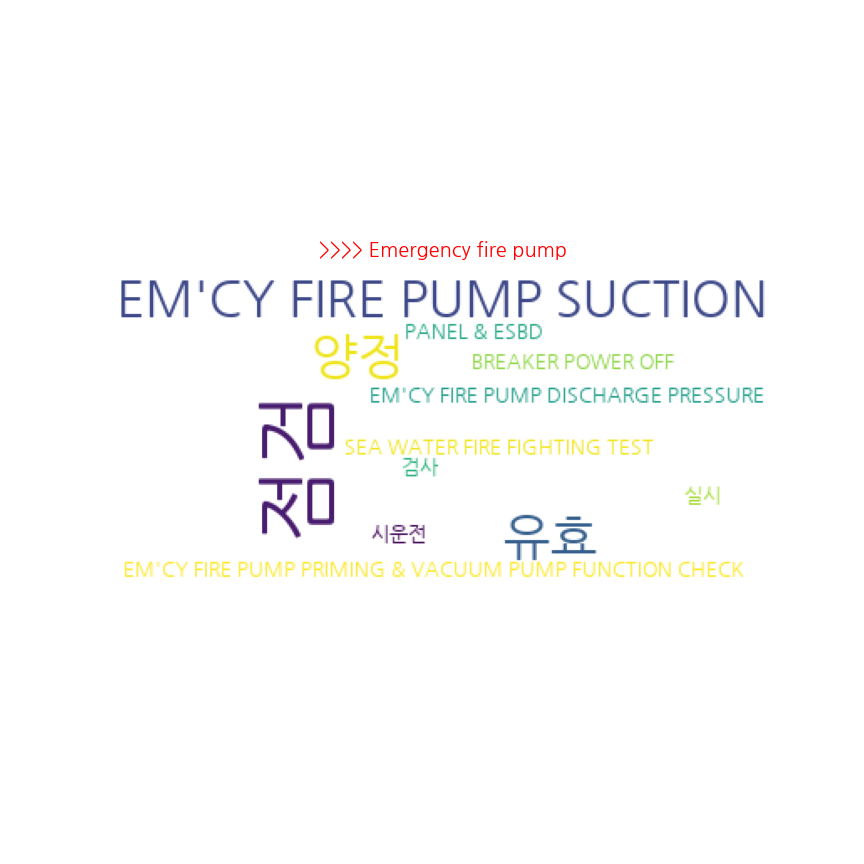 >>>> Emergency fire pump
EM'CY FIRE PUMP SUCTION
PANEL & ESBD
양정
BREAKER POWER OFF
EM'CY FIRE PUMP DISCHARGE PRESSURE
점검
SEA WATER FIRE FIGHTING TEST
검사
실시
시운전
유효
EM'CY FIRE PUMP PRIMING & VACUUM PUMP FUNCTION CHECK